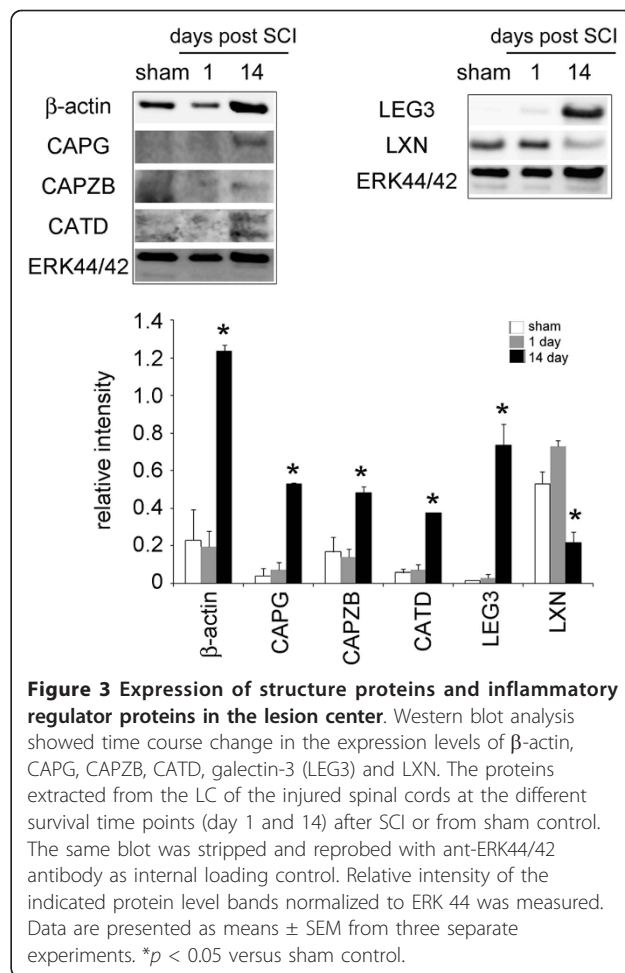 days post SCI
sham 1 14
β-actin
CAPG
CAPZB
CATD
ERK44/42
days post SCI
sham 1 14
LEG3
LXN
ERK44/42
relative intensity
1.4
1.2
1.0
0.8
0.6
0.4
0.2
0
sham
1 day
14 day
* * * * * *
β-actin CAPG CAPZB CATD LEG3 LXN
Figure 3 Expression of structure proteins and inflammatory
regulator proteins in the lesion center. Western blot analysis
showed time course change in the expression levels of β-actin,
CAPG, CAPZB, CATD, galectin-3 (LEG3) and LXN. The proteins
extracted from the LC of the injured spinal cords at the different
survival time points (day 1 and 14) after SCI or from sham control.
The same blot was stripped and reprobed with ant-ERK44/42
antibody as internal loading control. Relative intensity of the
indicated protein level bands normalized to ERK 44 was measured.
Data are presented as means ± SEM from three separate
experiments. *p < 0.05 versus sham control.